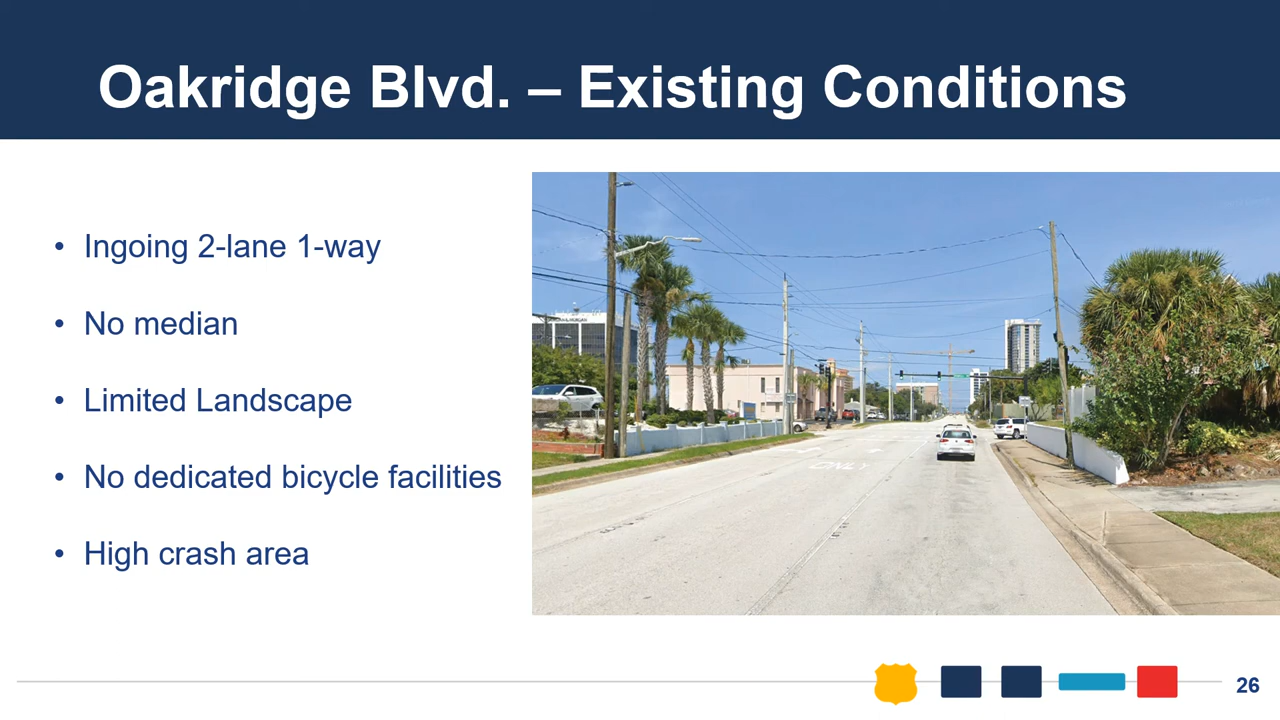 Oakridge Blvd. – Existing Conditions
• Ingoing 2-lane 1-way
• No median
• Limited Landscape
• No dedicated bicycle facilities
• High crash area
ONLY
26